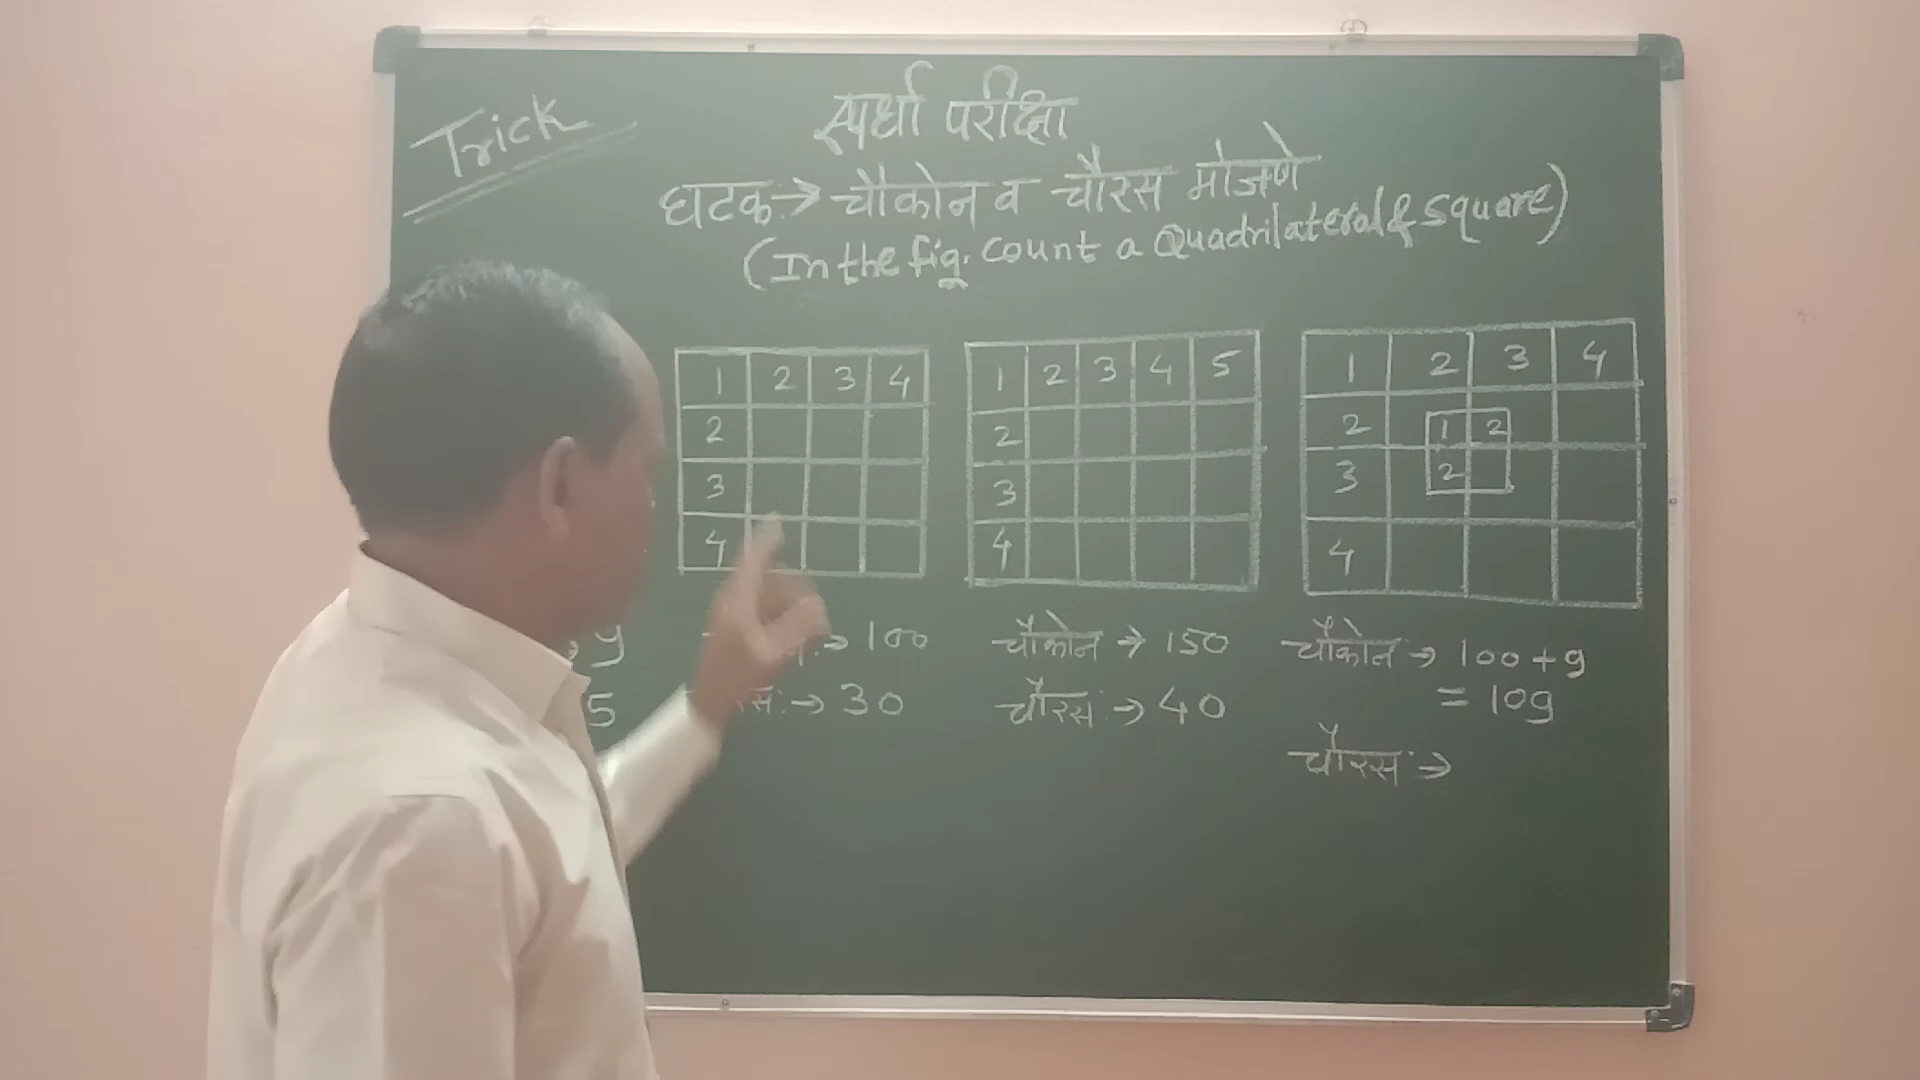 Trick
स्पर्धा परीक्षा
घटक:→ चौकोन व चौरस मोजणे
(In the fig. count a Quadrilateral & square)
1 2 3 4
2
3
4
1 2 3 4 5
2
3
4
1 2 3 4
2 1 2
3 2
4
9
→ 100
चौकोन → 150
चौकोन → 100 + 9
= 109
5
→ 30
चौरस → 40
चौरस :→